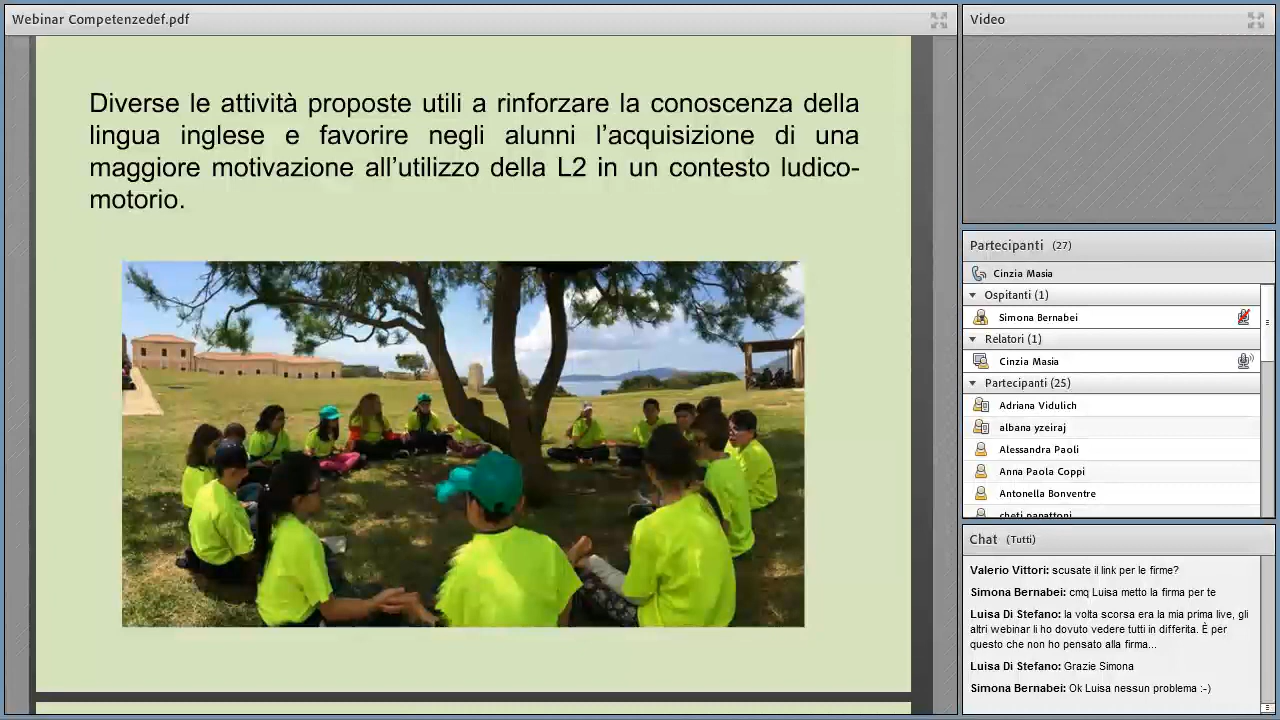 Webinar Competenzedef.pdf
Diverse le attività proposte utili a rinforzare la conoscenza della
lingua inglese e favorire negli alunni l’acquisizione di una
maggiore motivazione all’utilizzo della L2 in un contesto ludico-
motorio.
Video
Partecipanti (27)
Cinzia Masia
Ospitanti (1)
Simona Bernabei
Relatori (1)
Cinzia Masia
Partecipanti (25)
Adriana Vidulich
albana yzeiraj
Alessandra Paoli
Anna Paola Coppi
Antonella Bonventre
Chat (Tutti)
Valerio Vittori: scusate il link per le firme?
Simona Bernabei: cmq Luisa metto la firma per te
Luisa Di Stefano: la volta scorsa era la mia prima live, gli
altri webinar li ho dovuto vedere tutti in differita. È per
questo che non ho pensato alla firma...
Luisa Di Stefano: Grazie Simona
Simona Bernabei: Ok Luisa nessun problema :-)